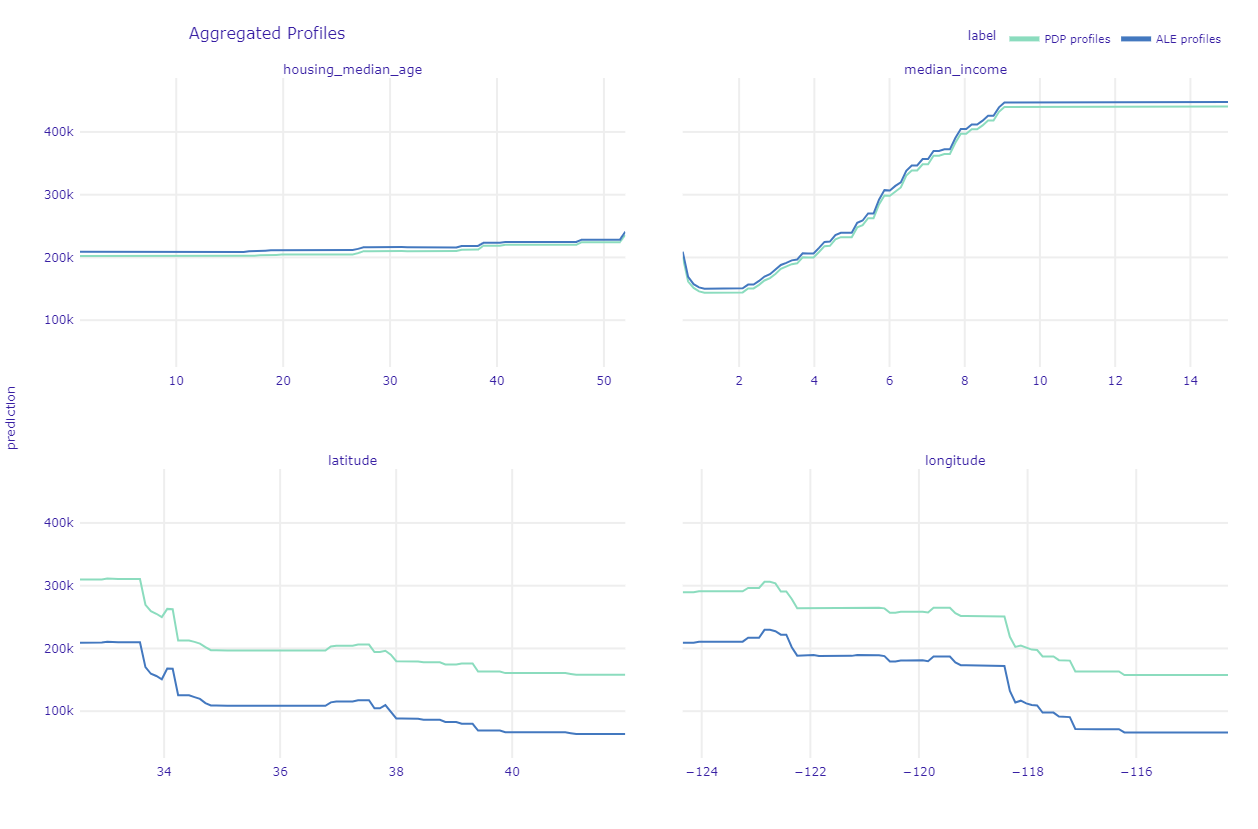 Aggregated Profiles
label PDP profiles ALE profiles
housing_median_age
median_income
400k
300k
200k
100k
10 20 30 40 50
2 4 6 8 10 12 14
prediction
latitude
longitude
400k
300k
200k
100k
34 36 38 40
−124 −122 −120 −118 −116